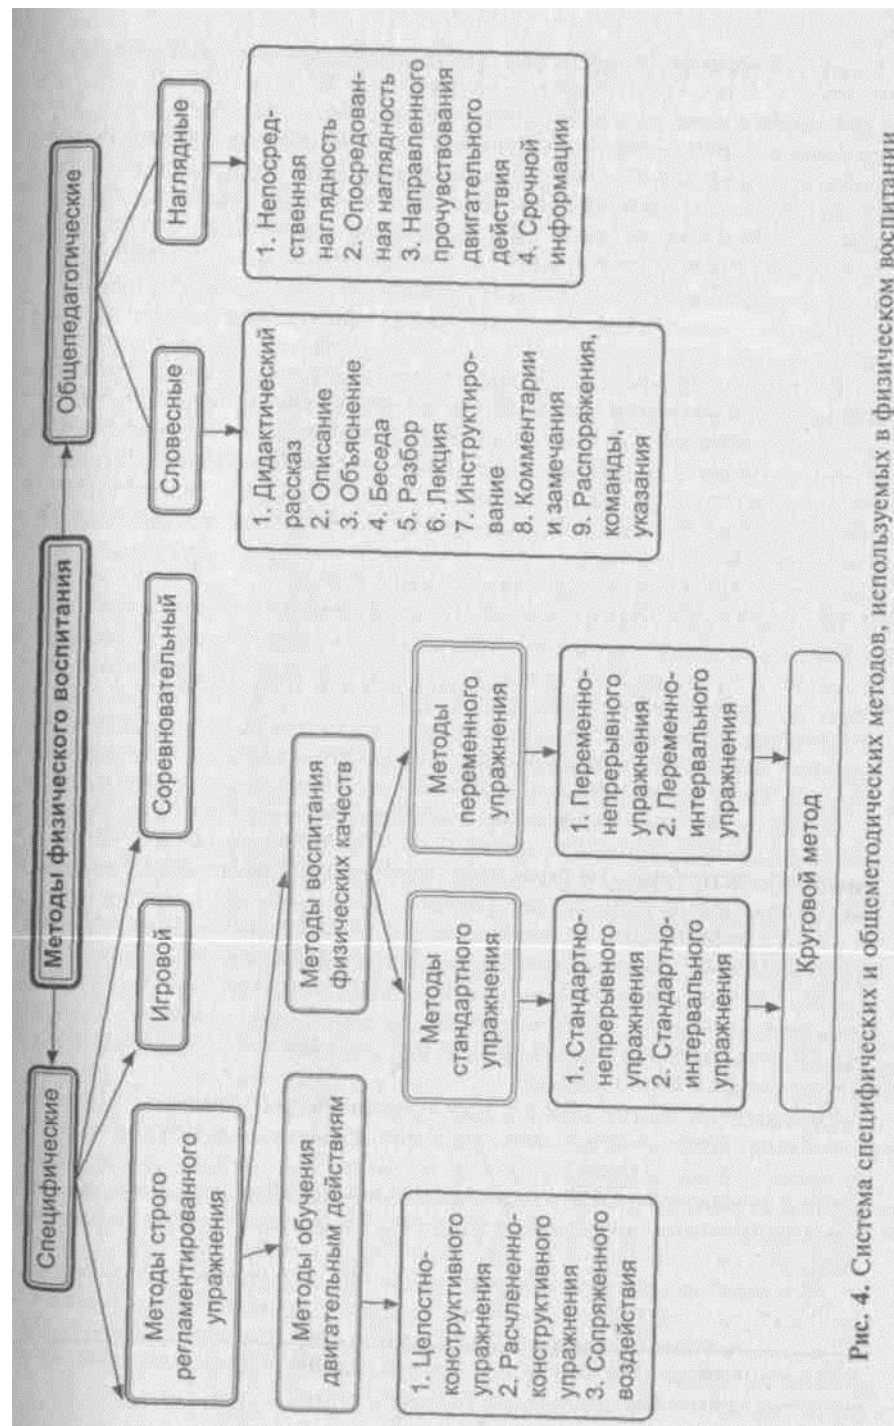 Методы физического воспитания
Специфические
Общепедагогические
Методы строго
регламентированного
упражнения
Игровой
Соревновательный
Словесные
Наглядные
Методы обучения
двигательным действиям
Методы воспитания
физических качеств
1. Целостно-
конструктивного
упражнения
2. Расчлененно-
конструктивного
упражнения
3. Сопряженного
воздействия
Методы
стандартного
упражнения
Методы
переменного
упражнения
1. Стандартно-
непрерывного
упражнения
2. Стандартно-
интервального
упражнения
1. Переменно-
непрерывного
упражнения
2. Переменно-
интервального
упражнения
Круговой метод
1. Дидактический
рассказ
2. Описание
3. Объяснение
4. Беседа
5. Разбор
6. Лекция
7. Инструктиро-
вание
8. Комментарии
и замечания
9. Распоряжения,
команды,
указания
1. Непосред-
ственная
наглядность
2. Опосредован-
ная наглядность
3. Направленного
прочувствования
двигательного
действия
4. Срочной
информации
Рис. 4. Система специфических и общеметодических методов, используемых в физическом воспитании